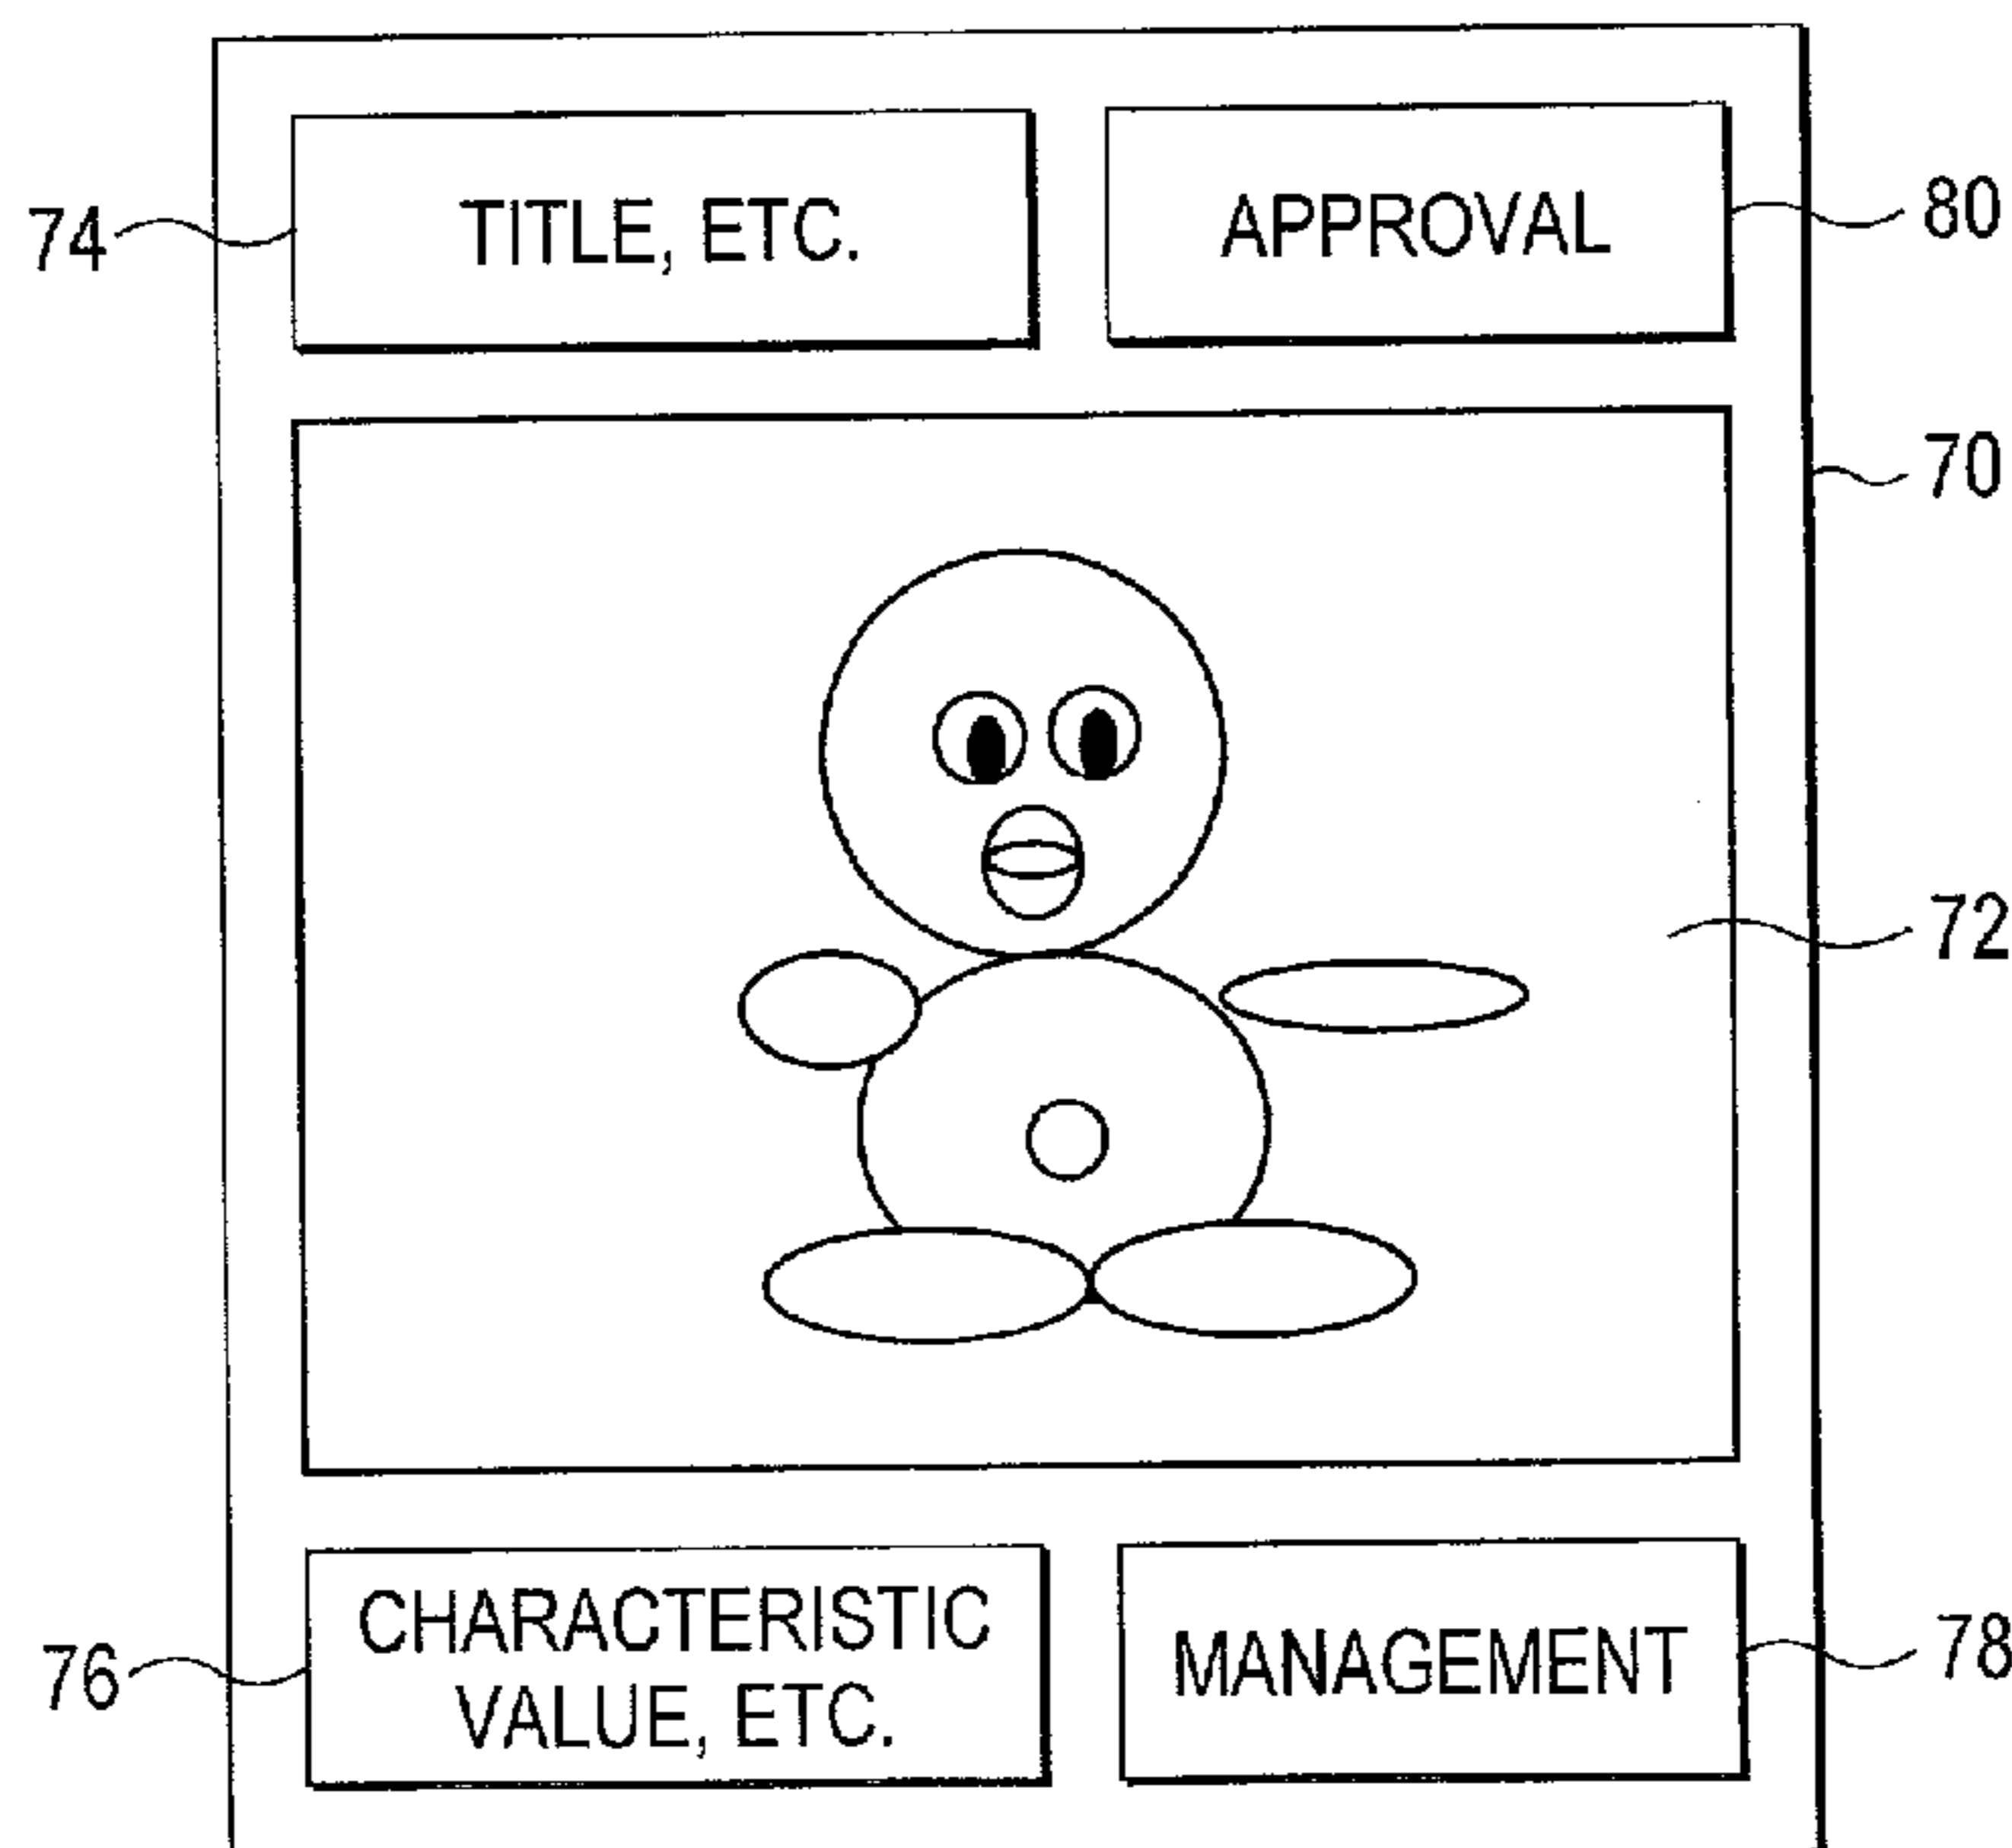 74
TITLE, ETC.
APPROVAL
80
70
72
76
CHARACTERISTIC
VALUE, ETC.
MANAGEMENT
78